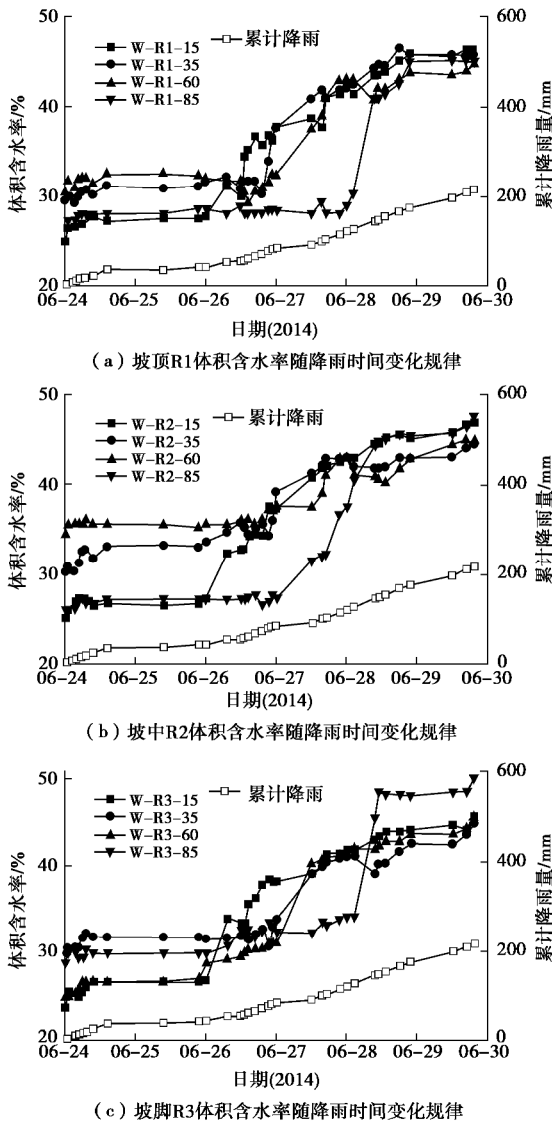 50
40
30
20
体积含水率/%
600
400
200
0
累计降雨量/mm
W-R1-15
W-R1-35
W-R1-60
W-R1-85
累计降雨
06-24 06-25 06-26 06-27 06-28 06-29 06-30
日期(2014)
(a)坡顶R1体积含水率随降雨时间变化规律
50
40
30
20
体积含水率/%
600
400
200
0
累计降雨量/mm
W-R2-15
W-R2-35
W-R2-60
W-R2-85
累计降雨
06-24 06-25 06-26 06-27 06-28 06-29 06-30
日期(2014)
(b)坡中R2体积含水率随降雨时间变化规律
50
40
30
20
体积含水率/%
600
400
200
0
累计降雨量/mm
W-R3-15
W-R3-35
W-R3-60
W-R3-85
累计降雨
06-24 06-25 06-26 06-27 06-28 06-29 06-30
日期(2014)
(c)坡脚R3体积含水率随降雨时间变化规律